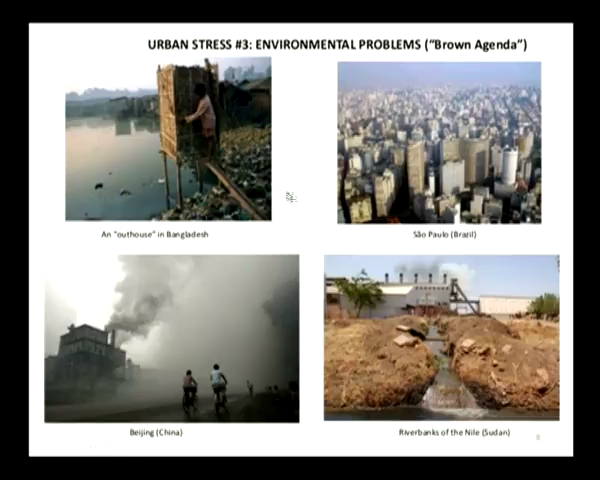 URBAN STRESS #3: ENVIRONMENTAL PROBLEMS (“Brown Agenda”)
An “outhouse” in Bangladesh
São Paulo (Brazil)
Beijing (China)
Riverbanks of the Nile (Sudan)